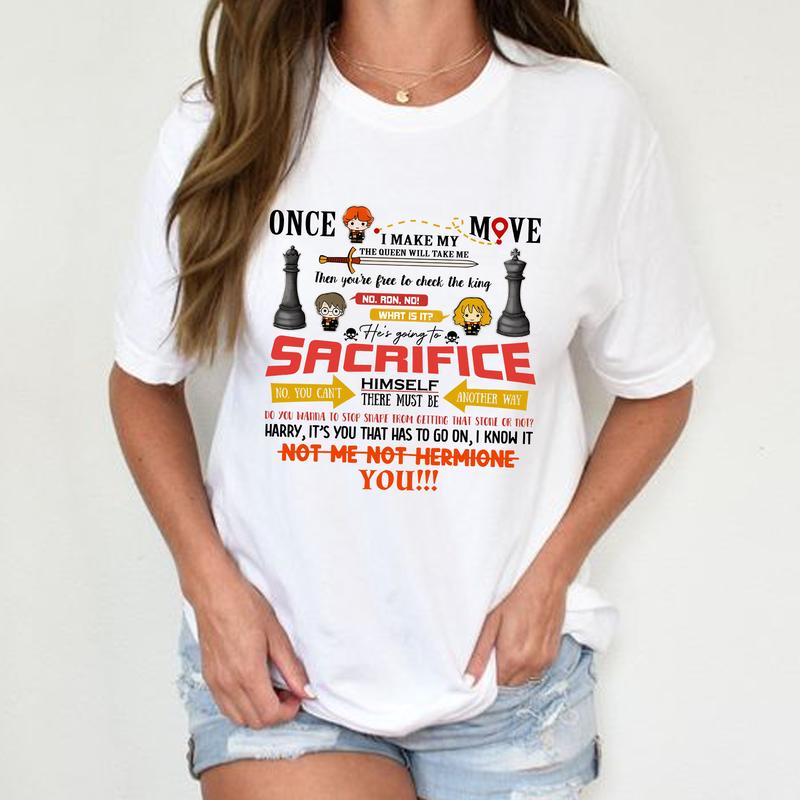 ONCE I MAKE MY MOVE
THE QUEEN WILL TAKE ME
Then you're free to check the king
NO, RON, NO!
WHAT IS IT?
He's going to
SACRIFICE
HIMSELF
NO, YOU CAN'T THERE MUST BE ANOTHER WAY
DO YOU WANNA TO STOP SNAPE FROM GETTING THAT STONE OR NOT?
HARRY, IT'S YOU THAT HAS TO GO ON, I KNOW IT
NOT ME NOT HERMIONE
YOU!!!